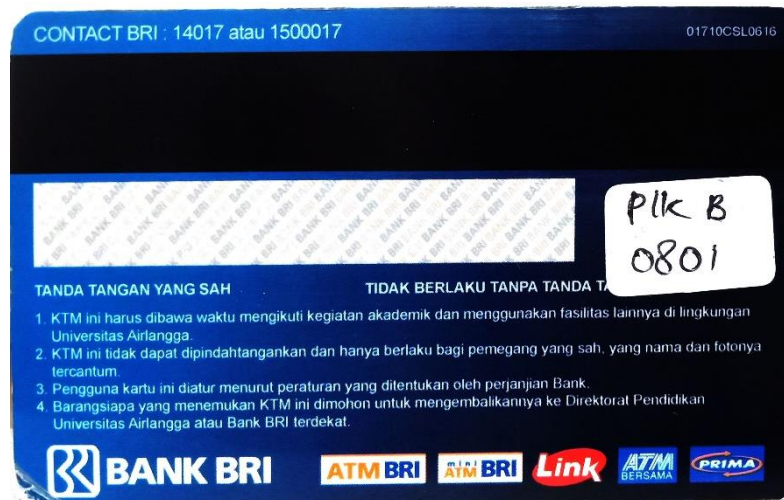 CONTACT BRI : 14017 atau 1500017
01710CSL0616
PIK B
0801
TANDA TANGAN YANG SAH
TIDAK BERLAKU TANPA TANDA TA
1. KTM ini harus dibawa waktu mengikuti kegiatan akademik dan menggunakan fasilitas lainnya di lingkungan
Universitas Airlangga.
2. KTM ini tidak dapat dipindahtangankan dan hanya berlaku bagi pemegang yang sah, yang nama dan fotonya
tercantum.
3. Pengguna kartu ini diatur menurut peraturan yang ditentukan oleh perjanjian Bank.
4. Barangsiapa yang menemukan KTM ini dimohon untuk mengembalikannya ke Direktorat Pendidikan
Universitas Airlangga atau Bank BRI terdekat.
BANK BRI
ATM BRI
mini ATM BRI
Link
ATM BERSAMA
PRIMA